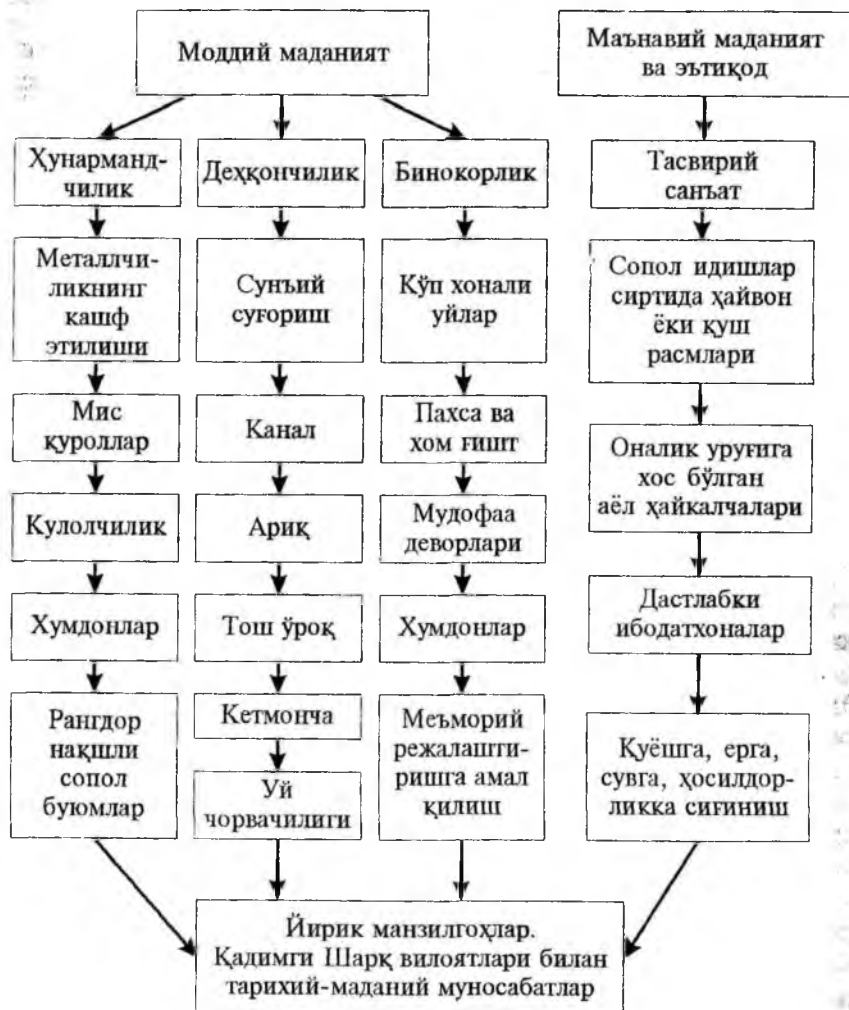 Моддий маданият
Маънавий маданият
ва эътиқод
Ҳунарманд-
чилик
Деҳқончилик
Бинокорлик
Тасвирий
санъат
Металлчи-
ликнинг
кашф
этилиши
Сунъий
суғориш
Кўп хонали
уйлар
Сопол идишлар
сиртида ҳайвон
ёки қуш
расмлари
Мис
қуроллар
Канал
Пахса ва
хом ғишт
Оналик уруғига
хос бўлган
аёл ҳайкалчалари
Кулолчилик
Ариқ
Мудофаа
деворлари
Хумдонлар
Тош ўроқ
Хумдонлар
Дастлабки
ибодатхоналар
Рангдор
нақшли
сопол
буюмлар
Кетмонча
Уй
чорвачилиги
Меъморий
режалашти-
ришга амал
қилиш
Қуёшга, ерга,
сувга, ҳосилдор-
ликка сиғиниш
Йирик манзилгоҳлар.
Қадимги Шарқ вилоятлари билан
тарихий-маданий муносабатлар